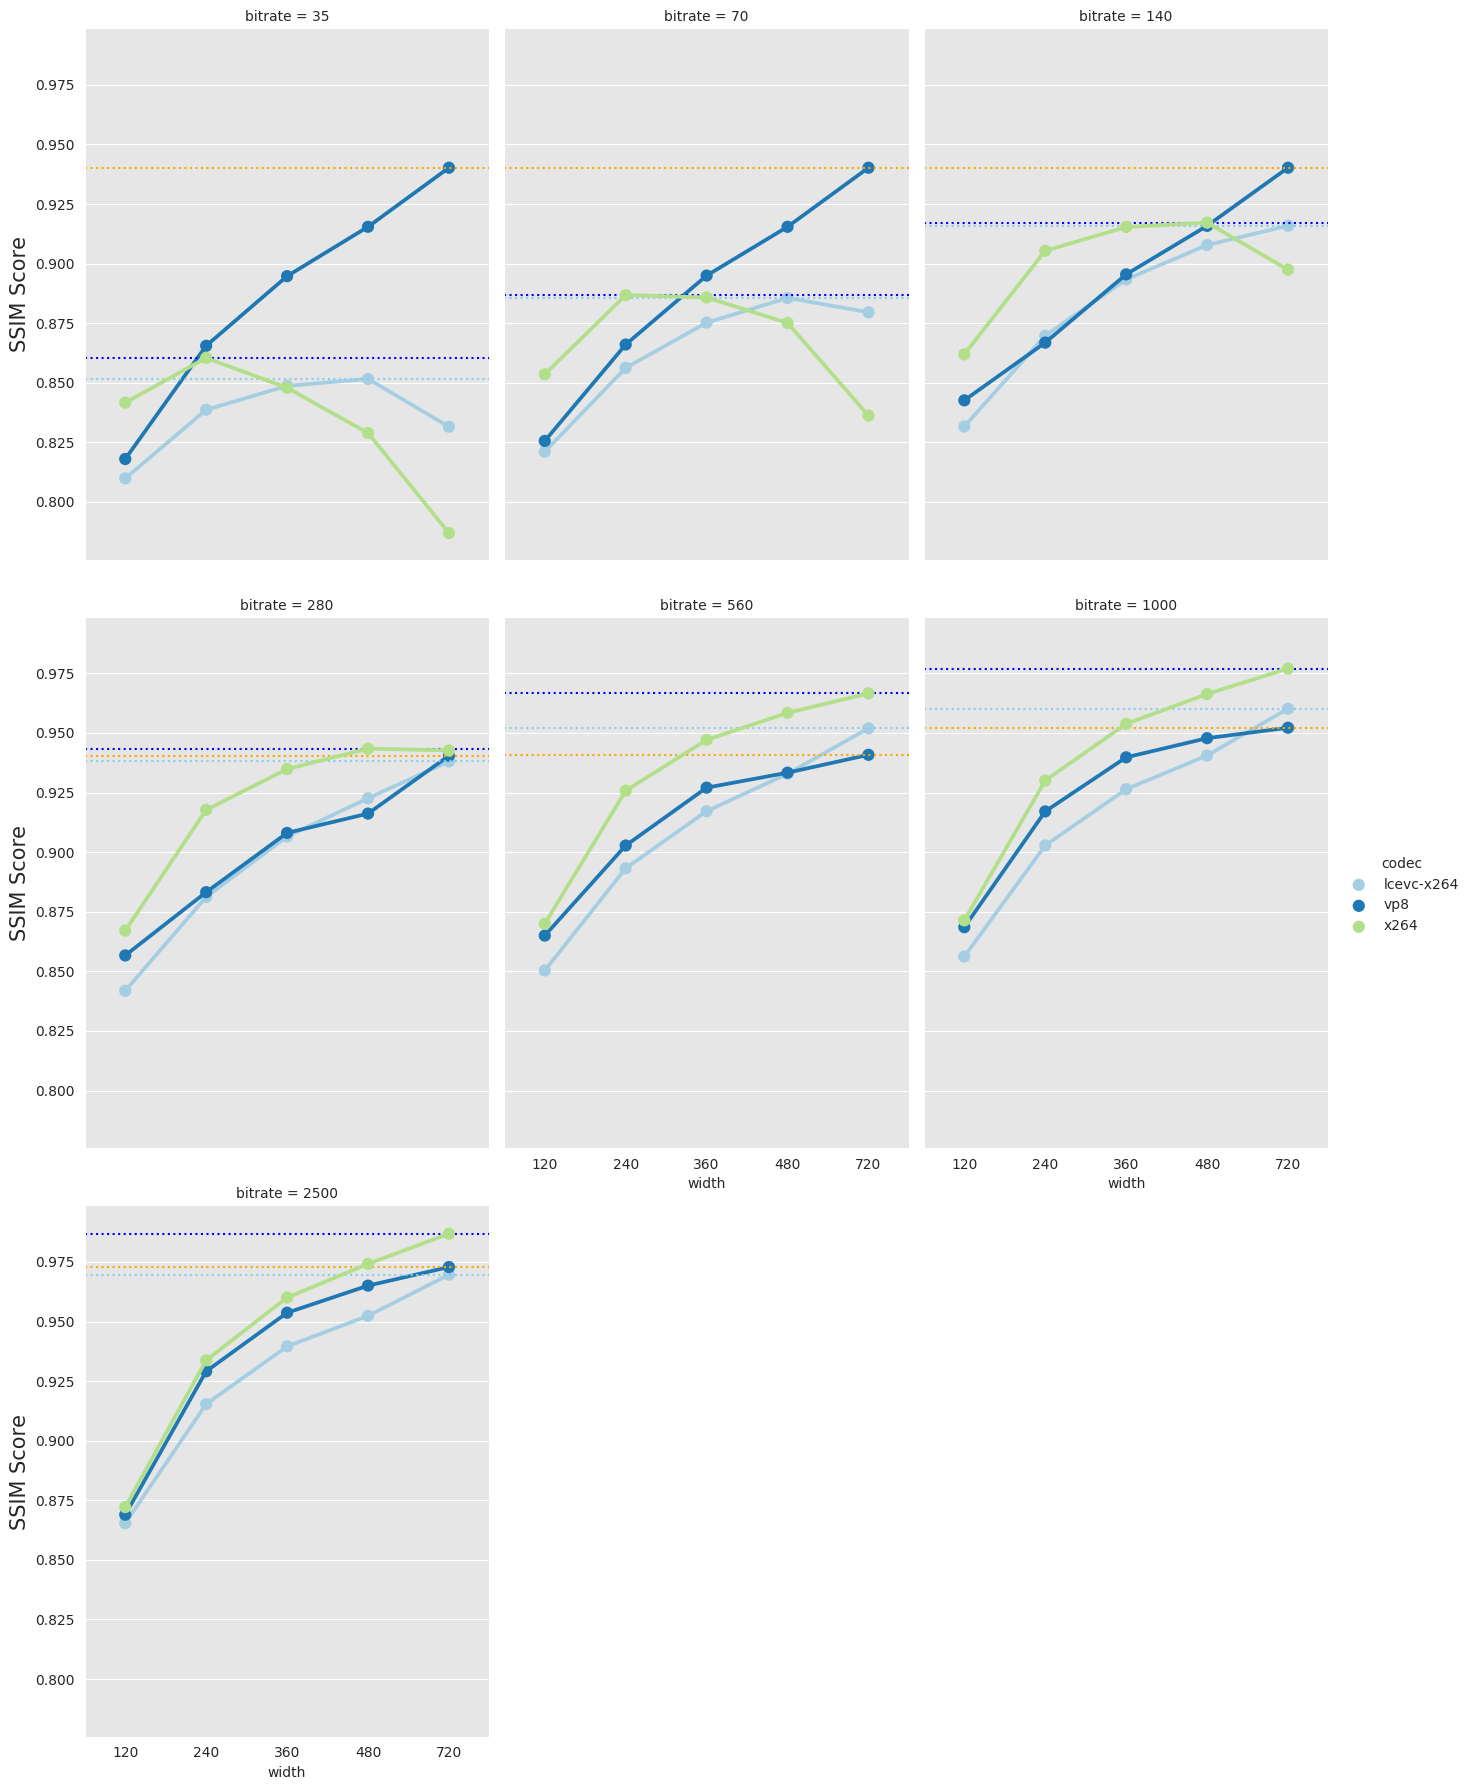 bitrate = 35
bitrate = 70
bitrate = 140
SSIM Score
0.975
0.950
0.925
0.900
0.875
0.850
0.825
0.800
bitrate = 280
bitrate = 560
bitrate = 1000
SSIM Score
0.975
0.950
0.925
0.900
0.875
0.850
0.825
0.800
120 240 360 480 720
width
120 240 360 480 720
width
codec
lcevc-x264
vp8
x264
bitrate = 2500
SSIM Score
0.975
0.950
0.925
0.900
0.875
0.850
0.825
0.800
120 240 360 480 720
width